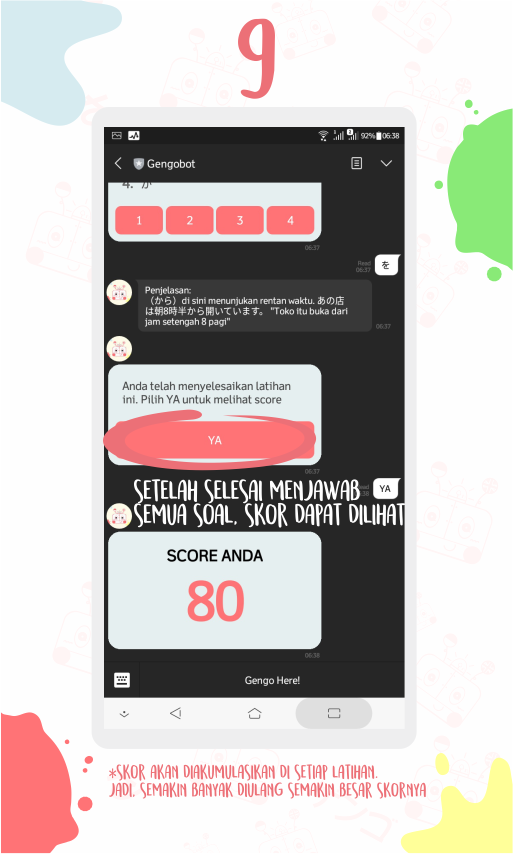 9
92% 06:38
Gengobot
4. が
1 2 3 4
06:37
Read
06:37
を
Penjelasan:
（から）di sini menunjukan rentan waktu. あの店
は朝8時半から開いています。 "Toko itu buka dari
jam setengah 8 pagi"
06:37
Anda telah menyelesaikan latihan
ini. Pilih YA untuk melihat score
YA
06:37
YA
SETELAH SELESAI MENJAWAB
SEMUA SOAL, SKOR DAPAT DILIHAT
SCORE ANDA
80
06:38
Gengo Here!
*SKOR AKAN DIAKUMULASIKAN DI SETIAP LATIHAN.
JADI, SEMAKIN BANYAK DIULANG SEMAKIN BESAR SKORNYA